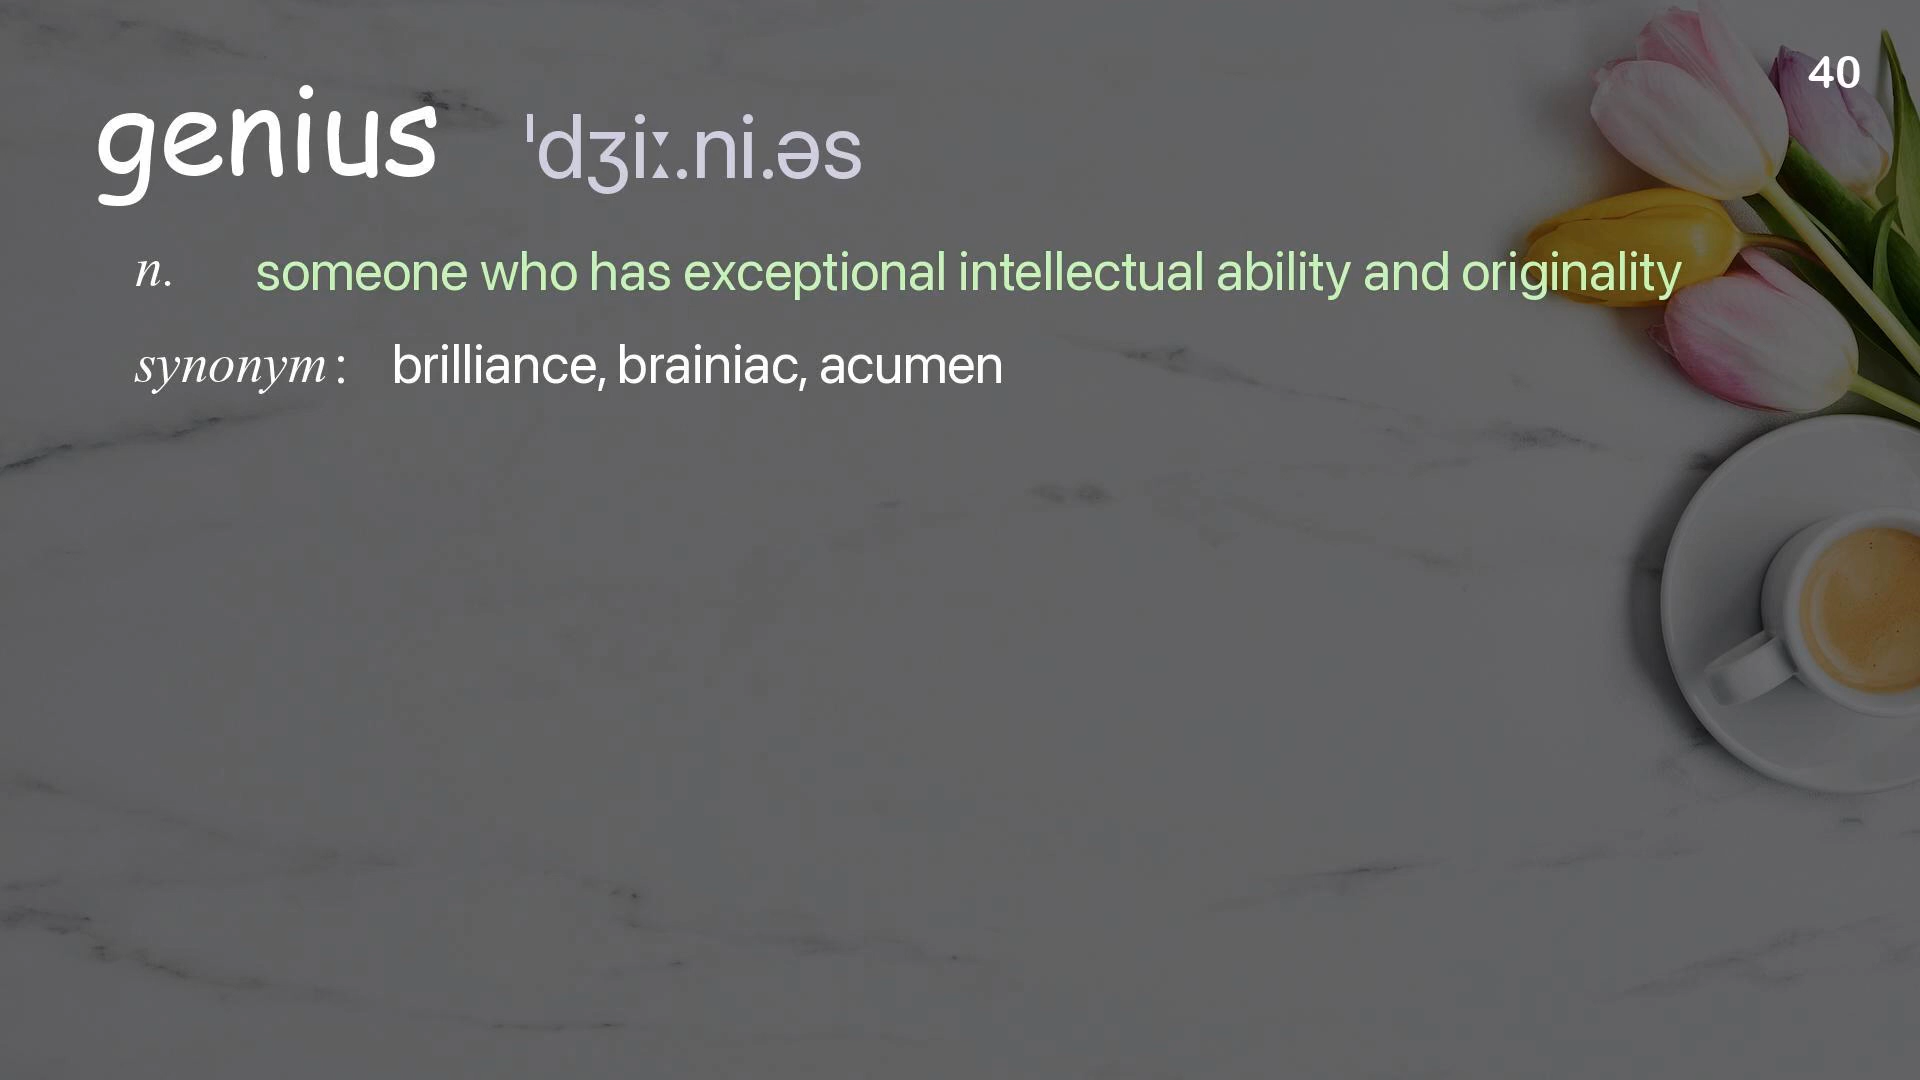 40
genius ˈdʒiː.ni.əs
n. someone who has exceptional intellectual ability and originality
synonym : brilliance, brainiac, acumen